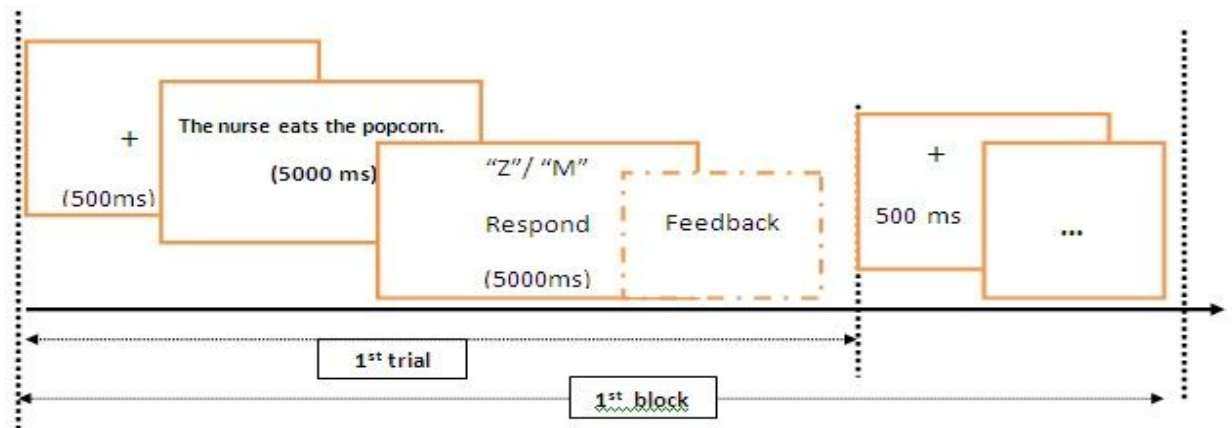 +
(500ms)
The nurse eats the popcorn.
(5000 ms)
"Z"/ "M"
Respond
(5000ms)
Feedback
+
500 ms
...
1st trial
1st block